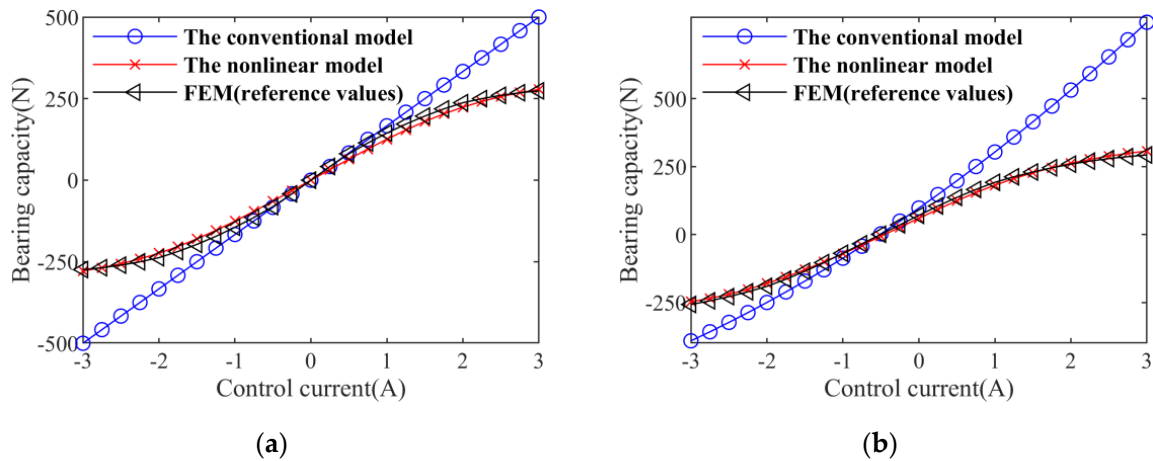 500
250
0
-250
-500
Bearing capacity(N)
The conventional model
The nonlinear model
FEM(reference values)
-3 -2 -1 0 1 2 3
Control current(A)
(a)
500
250
0
-250
Bearing capacity(N)
The conventional model
The nonlinear model
FEM(reference values)
-3 -2 -1 0 1 2 3
Control current(A)
(b)